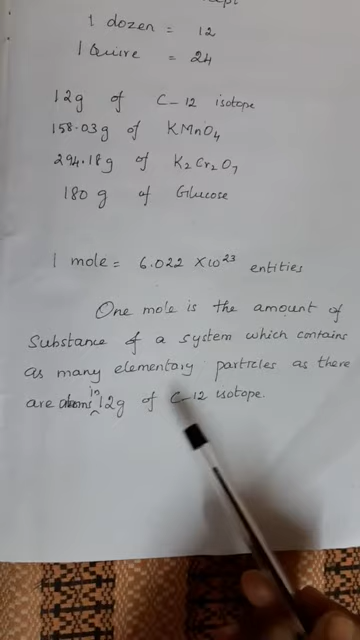 1 dozen = 12
1 Quire = 24
12g of C-12 isotope
158.03g of KMnO4
294.18g of K2Cr2O7
180 g of Glucose
1 mole = 6.022 X10²³ entities
One mole is the amount of
Substance of a system which contains
as many elementary particles as there
are atoms in 12g of C-12 isotope.